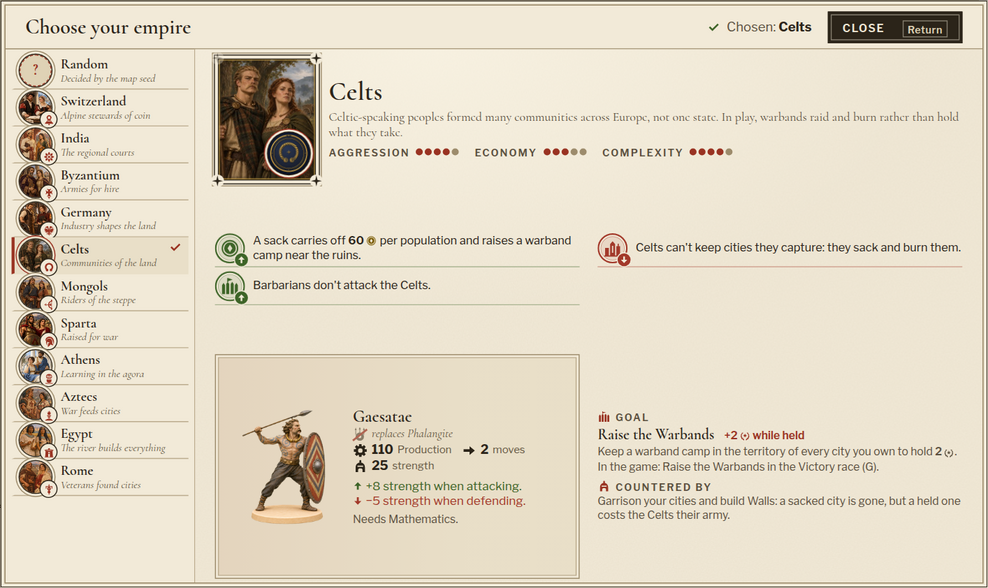 Choose your empire
Chosen: Celts
CLOSE Return
?
Random
Decided by the map seed
Switzerland
Alpine stewards of coin
India
The regional courts
Byzantium
Armies for hire
Germany
Industry shapes the land
Celts
Communities of the land
Mongols
Riders of the steppe
Sparta
Raised for war
Athens
Learning in the agora
Aztecs
War feeds cities
Egypt
The river builds everything
Rome
Veterans found cities
Celts
Celtic-speaking peoples formed many communities across Europe, not one state. In play, warbands raid and burn rather than hold
what they take.
AGGRESSION ECONOMY COMPLEXITY
A sack carries off 60 per population and raises a warband
camp near the ruins.
Barbarians don't attack the Celts.
Celts can't keep cities they capture: they sack and burn them.
Gaesatae
replaces Phalangite
110 Production → 2 moves
25 strength
↑ +8 strength when attacking.
↓ −5 strength when defending.
Needs Mathematics.
GOAL
Raise the Warbands +2 while held
Keep a warband camp in the territory of every city you own to hold 2.
In the game: Raise the Warbands in the Victory race (G).
COUNTERED BY
Garrison your cities and build Walls: a sacked city is gone, but a held one
costs the Celts their army.